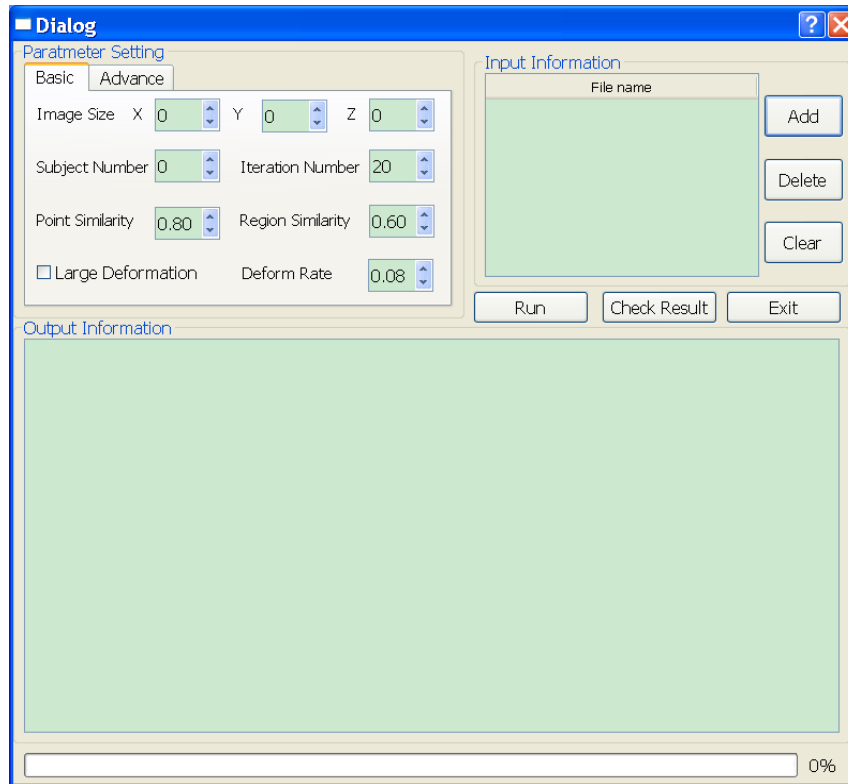 Dialog
Paratmeter Setting
Basic Advance
Image Size X 0 Y 0 Z 0
Subject Number 0 Iteration Number 20
Point Similarity 0.80 Region Similarity 0.60
Large Deformation Deform Rate 0.08
Input Information
File name
Add
Delete
Clear
Run Check Result Exit
Output Information
0%